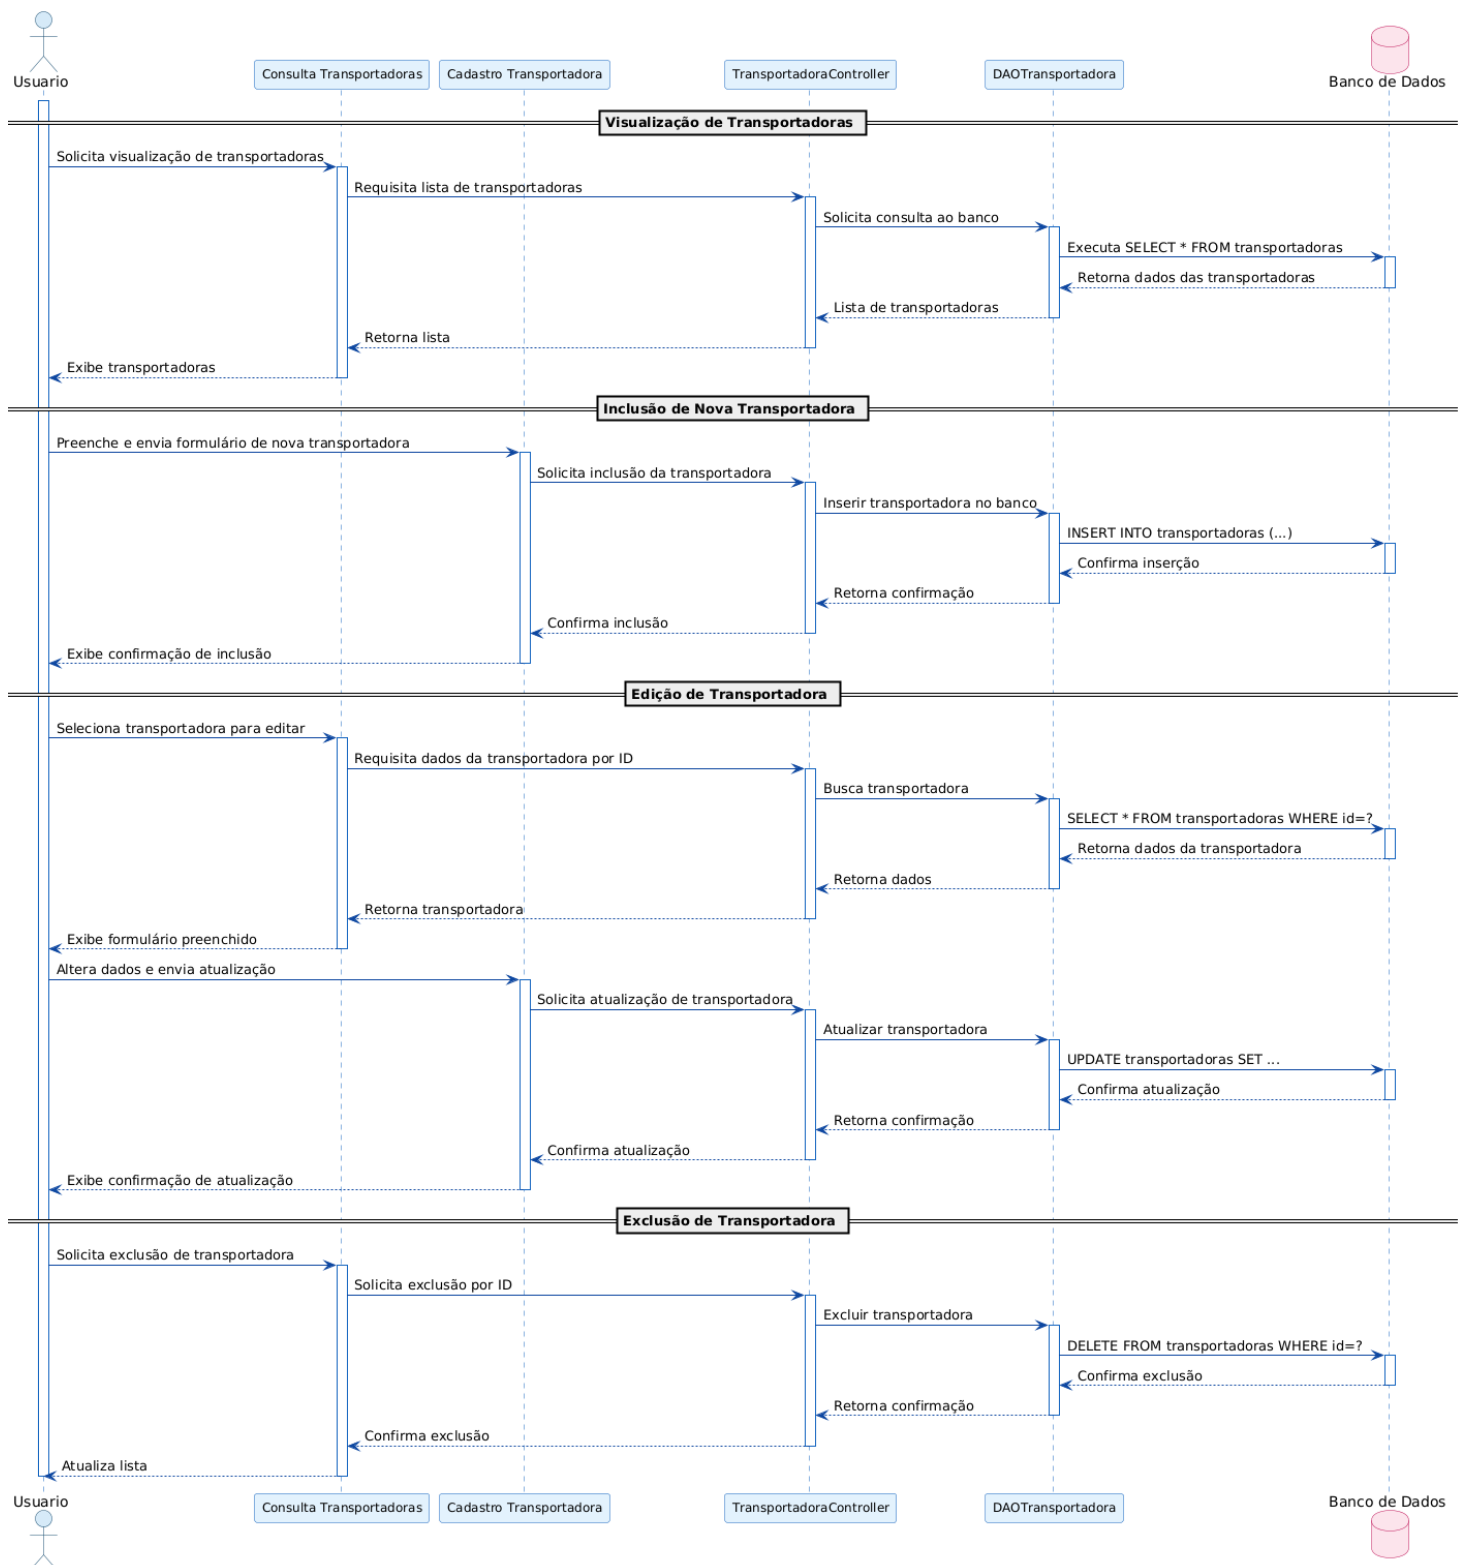 Usuario
Consulta Transportadoras
Cadastro Transportadora
TransportadoraController
DAOTransportadora
Banco de Dados
Visualização de Transportadoras
Solicita visualização de transportadoras
Requisita lista de transportadoras
Solicita consulta ao banco
Executa SELECT * FROM transportadoras
Retorna dados das transportadoras
Lista de transportadoras
Retorna lista
Exibe transportadoras
Inclusão de Nova Transportadora
Preenche e envia formulário de nova transportadora
Solicita inclusão da transportadora
Inserir transportadora no banco
INSERT INTO transportadoras (...)
Confirma inserção
Retorna confirmação
Confirma inclusão
Exibe confirmação de inclusão
Edição de Transportadora
Seleciona transportadora para editar
Requisita dados da transportadora por ID
Busca transportadora
SELECT * FROM transportadoras WHERE id=?
Retorna dados da transportadora
Retorna dados
Retorna transportadora
Exibe formulário preenchido
Altera dados e envia atualização
Solicita atualização de transportadora
Atualizar transportadora
UPDATE transportadoras SET ...
Confirma atualização
Retorna confirmação
Confirma atualização
Exibe confirmação de atualização
Exclusão de Transportadora
Solicita exclusão de transportadora
Solicita exclusão por ID
Excluir transportadora
DELETE FROM transportadoras WHERE id=?
Confirma exclusão
Retorna confirmação
Confirma exclusão
Atualiza lista
Usuario
Consulta Transportadoras
Cadastro Transportadora
TransportadoraController
DAOTransportadora
Banco de Dados